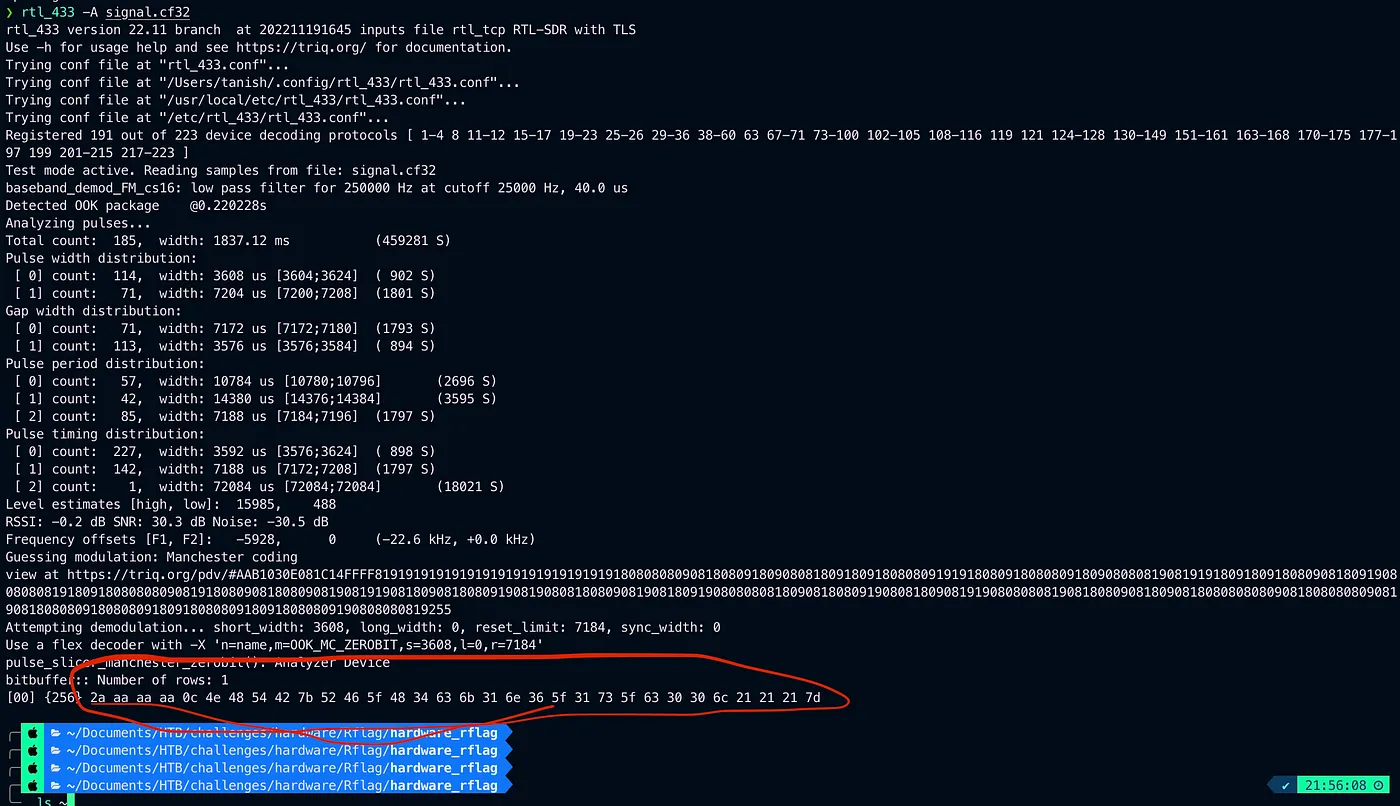 ❯ rtl_433 -A signal.cf32
rtl_433 version 22.11 branch  at 202211191645 inputs file rtl_tcp RTL-SDR with TLS
Use -h for usage help and see https://triq.org/ for documentation.
Trying conf file at "rtl_433.conf"...
Trying conf file at "/Users/tanish/.config/rtl_433/rtl_433.conf"...
Trying conf file at "/usr/local/etc/rtl_433/rtl_433.conf"...
Trying conf file at "/etc/rtl_433/rtl_433.conf"...
Registered 191 out of 223 device decoding protocols [ 1-4 8 11-12 15-17 19-23 25-26 29-36 38-60 63 67-71 73-100 102-105 108-116 119 121 124-128 130-149 151-161 163-168 170-175 177-1
97 199 201-215 217-223 ]
Test mode active. Reading samples from file: signal.cf32
baseband_demod_FM_cs16: low pass filter for 250000 Hz at cutoff 25000 Hz, 40.0 us
Detected OOK package    @0.220228s
Analyzing pulses...
Total count:  185,  width: 1837.12 ms          (459281 S)
Pulse width distribution:
 [ 0] count:  114,  width: 3608 us [3604;3624]  ( 902 S)
 [ 1] count:   71,  width: 7204 us [7200;7208]  (1801 S)
Gap width distribution:
 [ 0] count:   71,  width: 7172 us [7172;7180]  (1793 S)
 [ 1] count:  113,  width: 3576 us [3576;3584]  ( 894 S)
Pulse period distribution:
 [ 0] count:   57,  width: 10784 us [10780;10796]       (2696 S)
 [ 1] count:   42,  width: 14380 us [14376;14384]       (3595 S)
 [ 2] count:   85,  width: 7188 us [7184;7196]  (1797 S)
Pulse timing distribution:
 [ 0] count:  227,  width: 3592 us [3576;3624]  ( 898 S)
 [ 1] count:  142,  width: 7188 us [7172;7208]  (1797 S)
 [ 2] count:    1,  width: 72084 us [72084;72084]       (18021 S)
Level estimates [high, low]:  15985,    488
RSSI: -0.2 dB SNR: 30.3 dB Noise: -30.5 dB
Frequency offsets [F1, F2]:   -5928,      0     (-22.6 kHz, +0.0 kHz)
Guessing modulation: Manchester coding
view at
Attempting demodulation... short_width: 3608, long_width: 0, reset_limit: 7184, sync_width: 0
Use a flex decoder with -X 'n=name,m=OOK_MC_ZEROBIT,s=3608,l=0,r=7184'
pulse_slicer_manchester_zerobit(): Analyzer Device
bitbuffer:: Number of rows: 1
[00] {256} 2a aa aa aa 0c 4e 48 54 42 7b 52 46 5f 48 34 63 6b 31 6e 36 5f 31 73 5f 63 30 30 6c 21 21 21 7d
~/Documents/HTB/challenges/hardware/Rflag/hardware_rflag
~/Documents/HTB/challenges/hardware/Rflag/hardware_rflag
~/Documents/HTB/challenges/hardware/Rflag/hardware_rflag
~/Documents/HTB/challenges/hardware/Rflag/hardware_rflag
✔ 21:56:08
ls ~